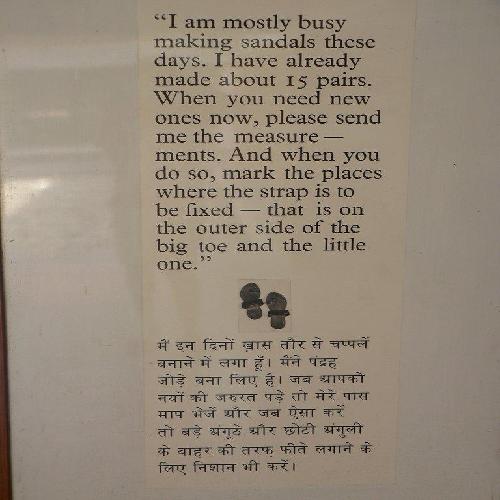 “I am mostly busy
making sandals these
days. I have already
made about 15 pairs.
When you need new
ones now, please send
me the measure —
ments. And when you
do so, mark the places
where the strap is to
be fixed — that is on
the outer side of the
big toe and the little
one.”
मैं इन दिनों ख़ास तौर से चप्पलें
बनाने में लगा हूँ। मैंने पंद्रह
जोड़े बना लिए है। जब आपको
नयों की जरुरत पड़े तो मेरे पास
माप भेजें और जब ऐसा करें
तो बड़े अंगूठे और छोटी अंगुली
के बाहर की तरफ़ फीते लगाने के
लिए निशान भी करें।